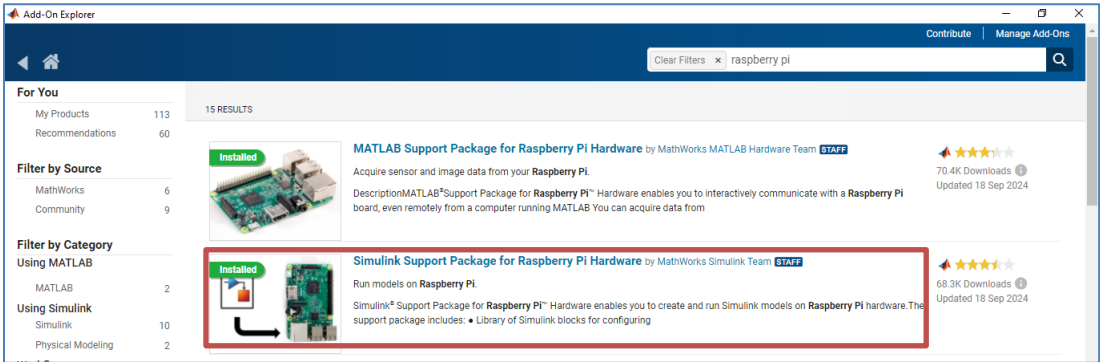 Add-On Explorer
Contribute Manage Add-Ons
Clear Filters x raspberry pi
For You
My Products 113
Recommendations 60
Filter by Source
MathWorks 6
Community 9
Filter by Category
Using MATLAB
MATLAB 2
Using Simulink
Simulink 10
Physical Modeling 2
15 RESULTS
Installed
MATLAB Support Package for Raspberry Pi Hardware by MathWorks MATLAB Hardware Team STAFF
Acquire sensor and image data from your Raspberry Pi.
DescriptionMATLAB®Support Package for Raspberry Pi™ Hardware enables you to interactively communicate with a Raspberry Pi
board, even remotely from a computer running MATLAB You can acquire data from
70.4K Downloads
Updated 18 Sep 2024
Installed
Simulink Support Package for Raspberry Pi Hardware by MathWorks Simulink Team STAFF
Run models on Raspberry Pi.
Simulink® Support Package for Raspberry Pi™ Hardware enables you to create and run Simulink models on Raspberry Pi hardware.The
support package includes: ● Library of Simulink blocks for configuring
68.3K Downloads
Updated 18 Sep 2024